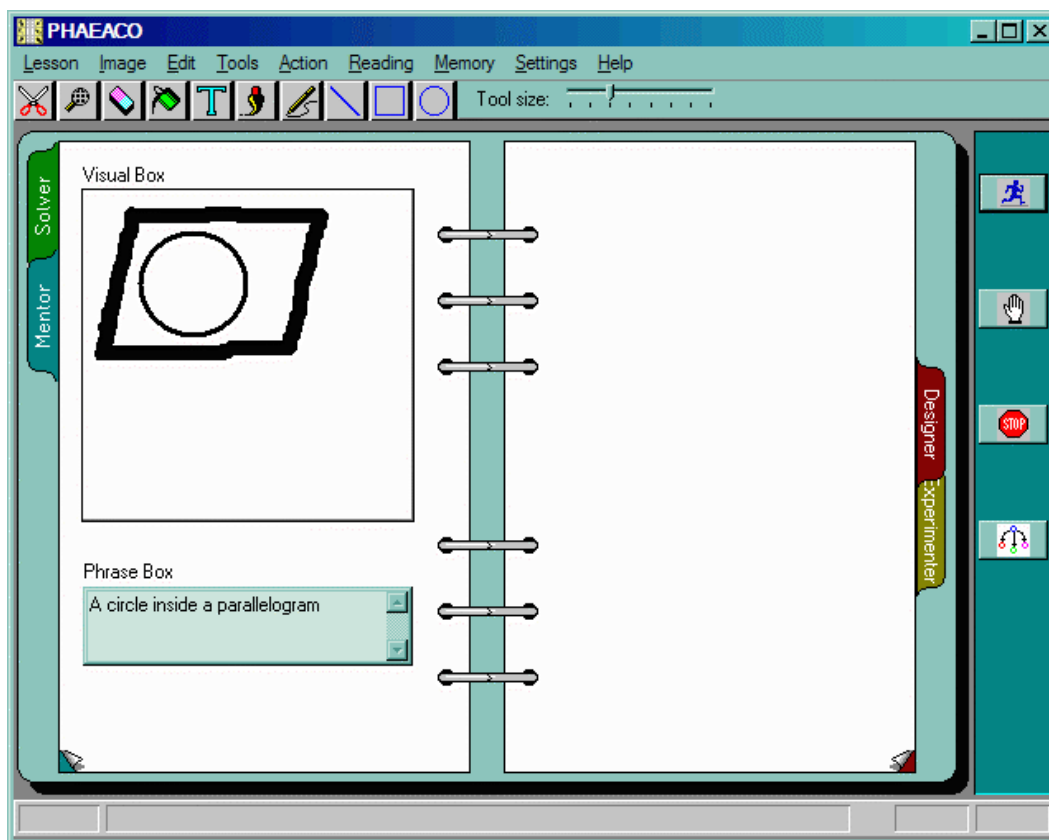 PHAEACO
Lesson Image Edit Tools Action Reading Memory Settings Help
T Tool size:
Solver
Mentor
Visual Box
Phrase Box
A circle inside a parallelogram
Designer
Experimenter
STOP